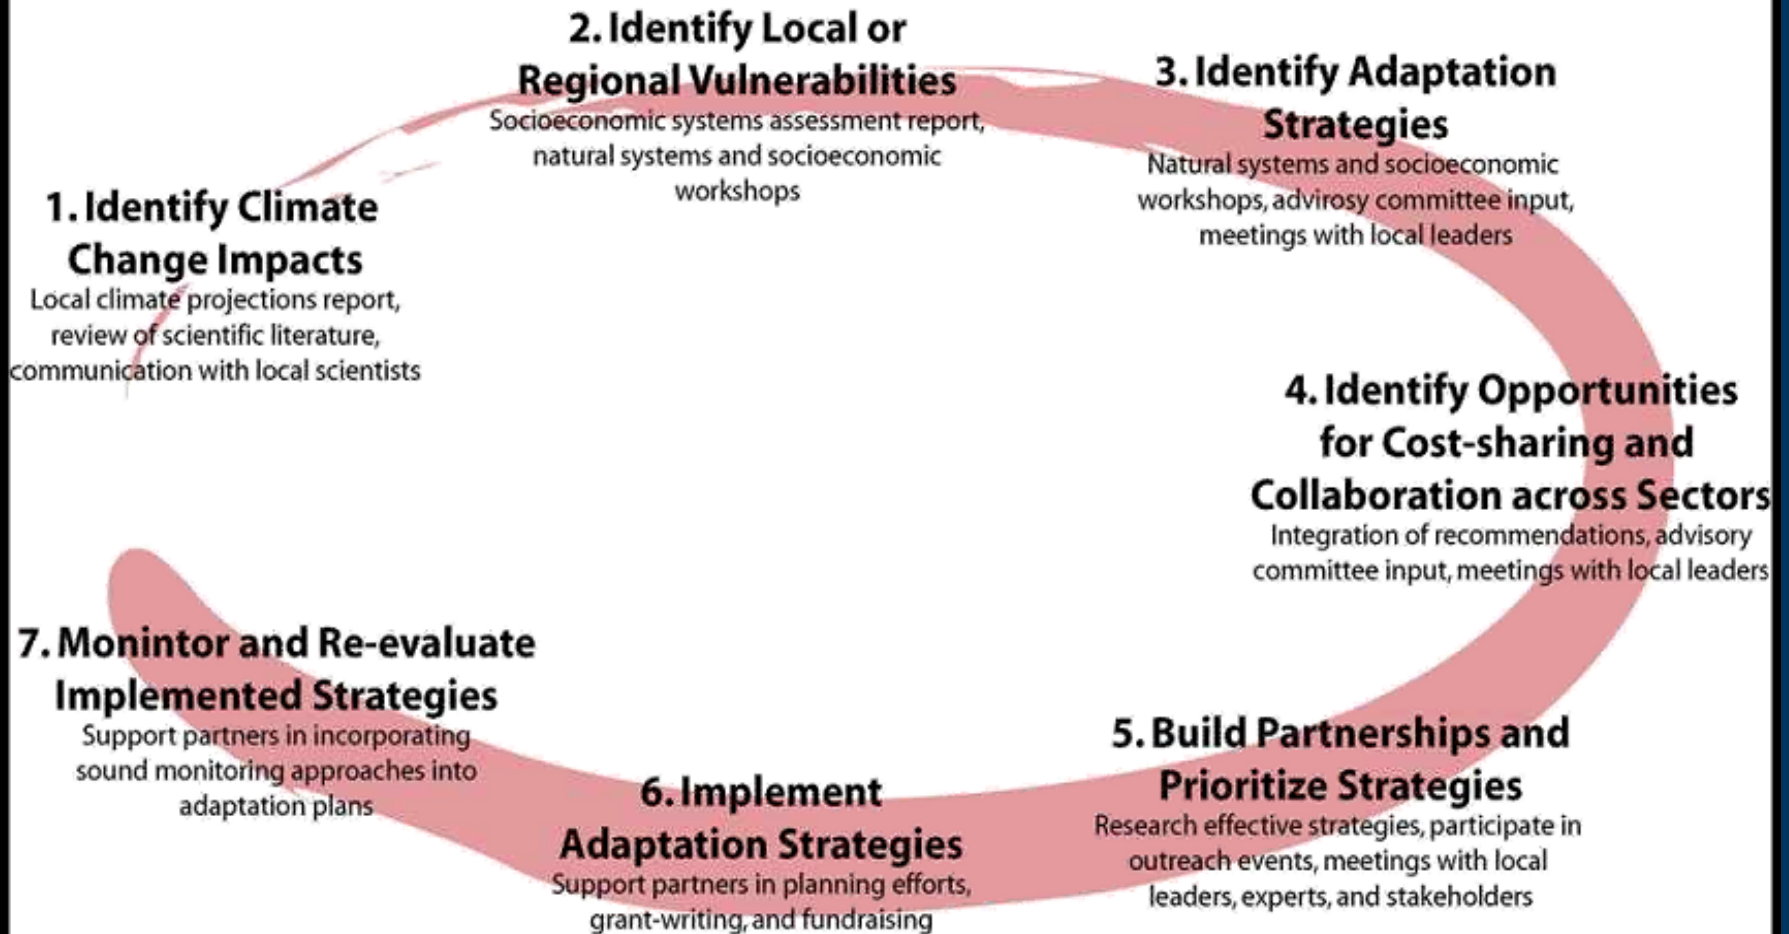 1. Identify Climate
Change Impacts
Local climate projections report,
review of scientific literature,
communication with local scientists
2. Identify Local or
Regional Vulnerabilities
Socioeconomic systems assessment report,
natural systems and socioeconomic
workshops
3. Identify Adaptation
Strategies
Natural systems and socioeconomic
workshops, advirosy committee input,
meetings with local leaders
4. Identify Opportunities
for Cost-sharing and
Collaboration across Sectors
Integration of recommendations, advisory
committee input, meetings with local leaders
5. Build Partnerships and
Prioritize Strategies
Research effective strategies, participate in
outreach events, meetings with local
leaders, experts, and stakeholders
6. Implement
Adaptation Strategies
Support partners in planning efforts,
grant-writing, and fundraising
7. Monintor and Re-evaluate
Implemented Strategies
Support partners in incorporating
sound monitoring approaches into
adaptation plans